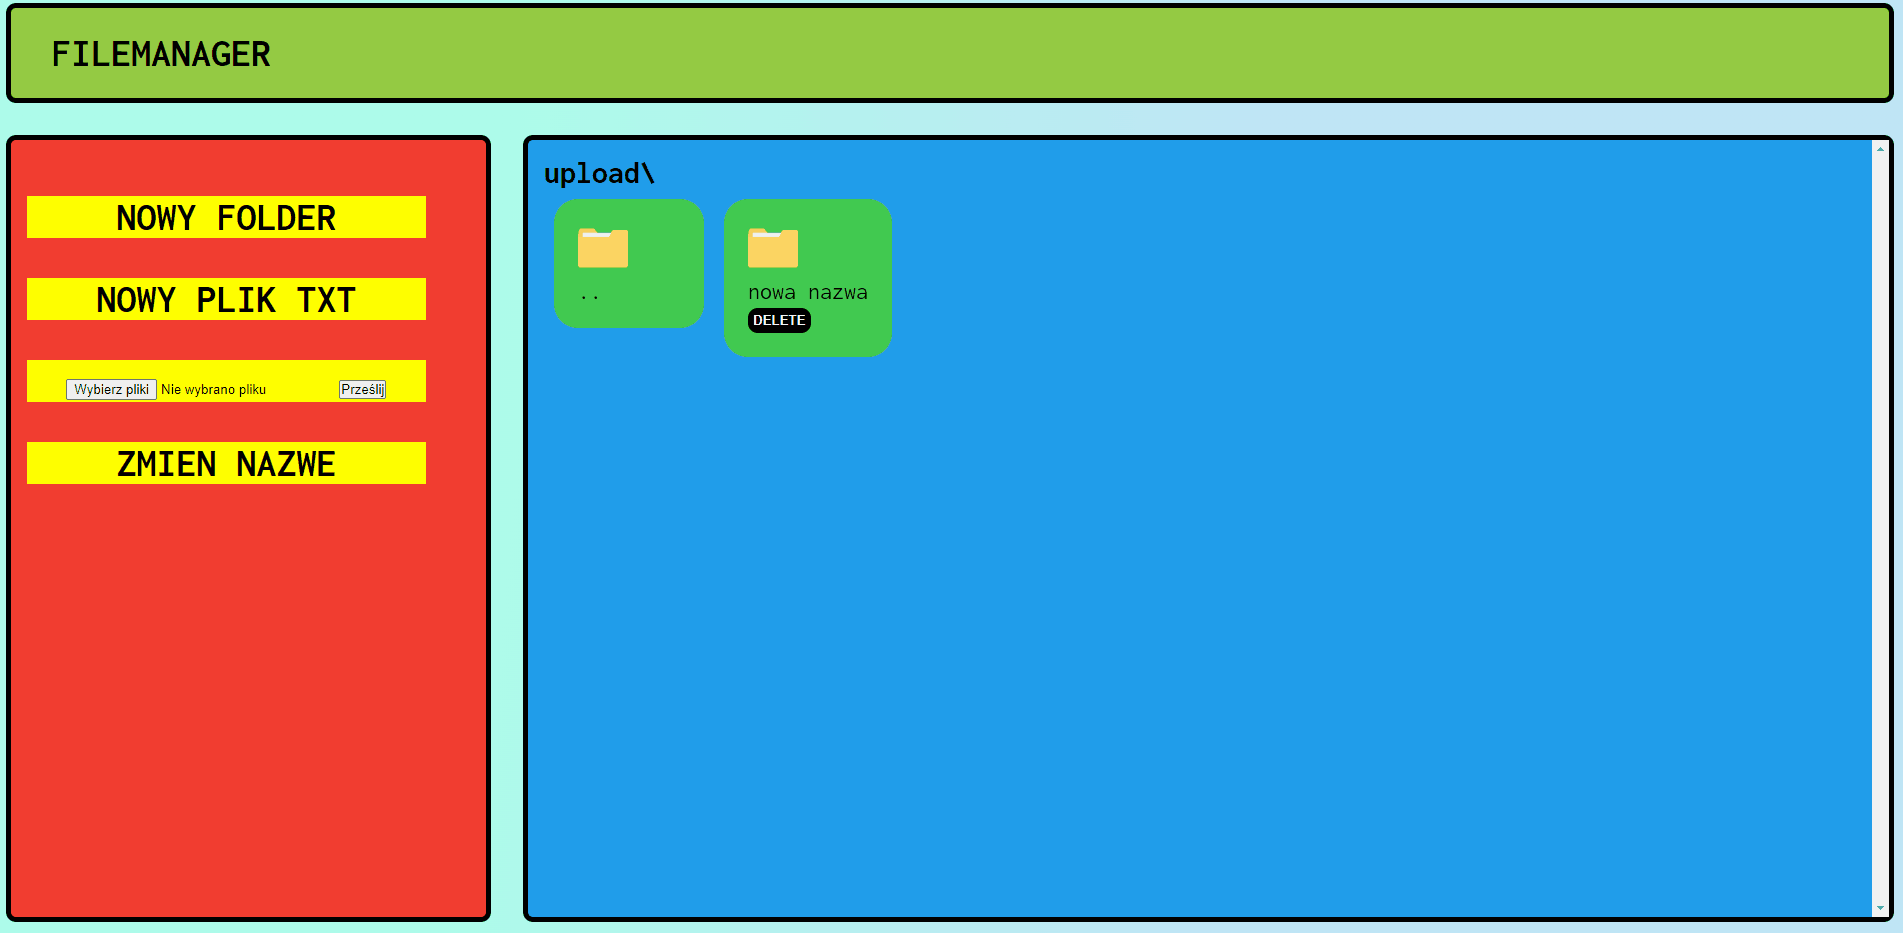 FILEMANAGER
NOWY FOLDER
NOWY PLIK TXT
Wybierz pliki Nie wybrano pliku Prześlij
ZMIEN NAZWE
upload\
..
nowa nazwa
DELETE